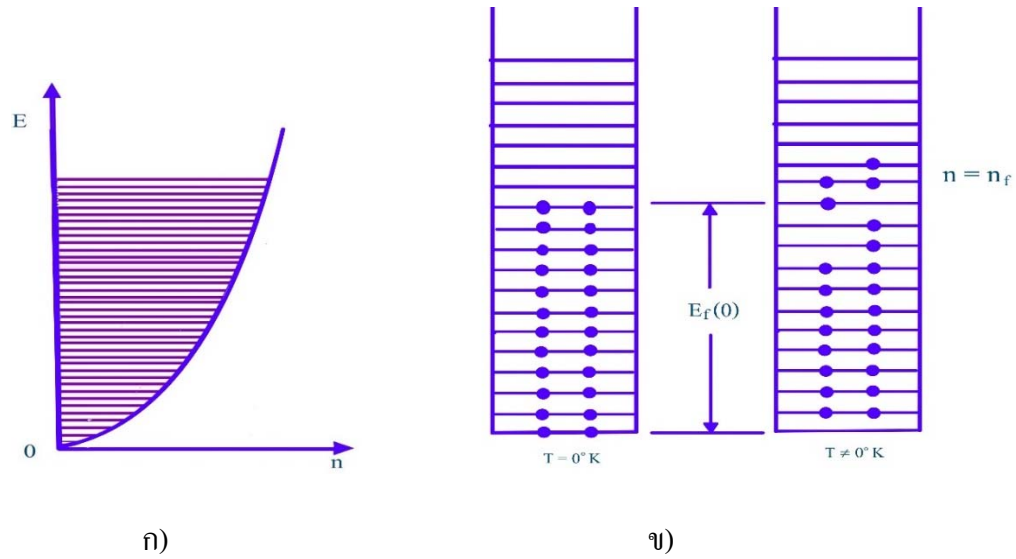 E
0
n
ก)
E_f(0)
T = 0° K
n = n_f
T ≠ 0° K
ข)